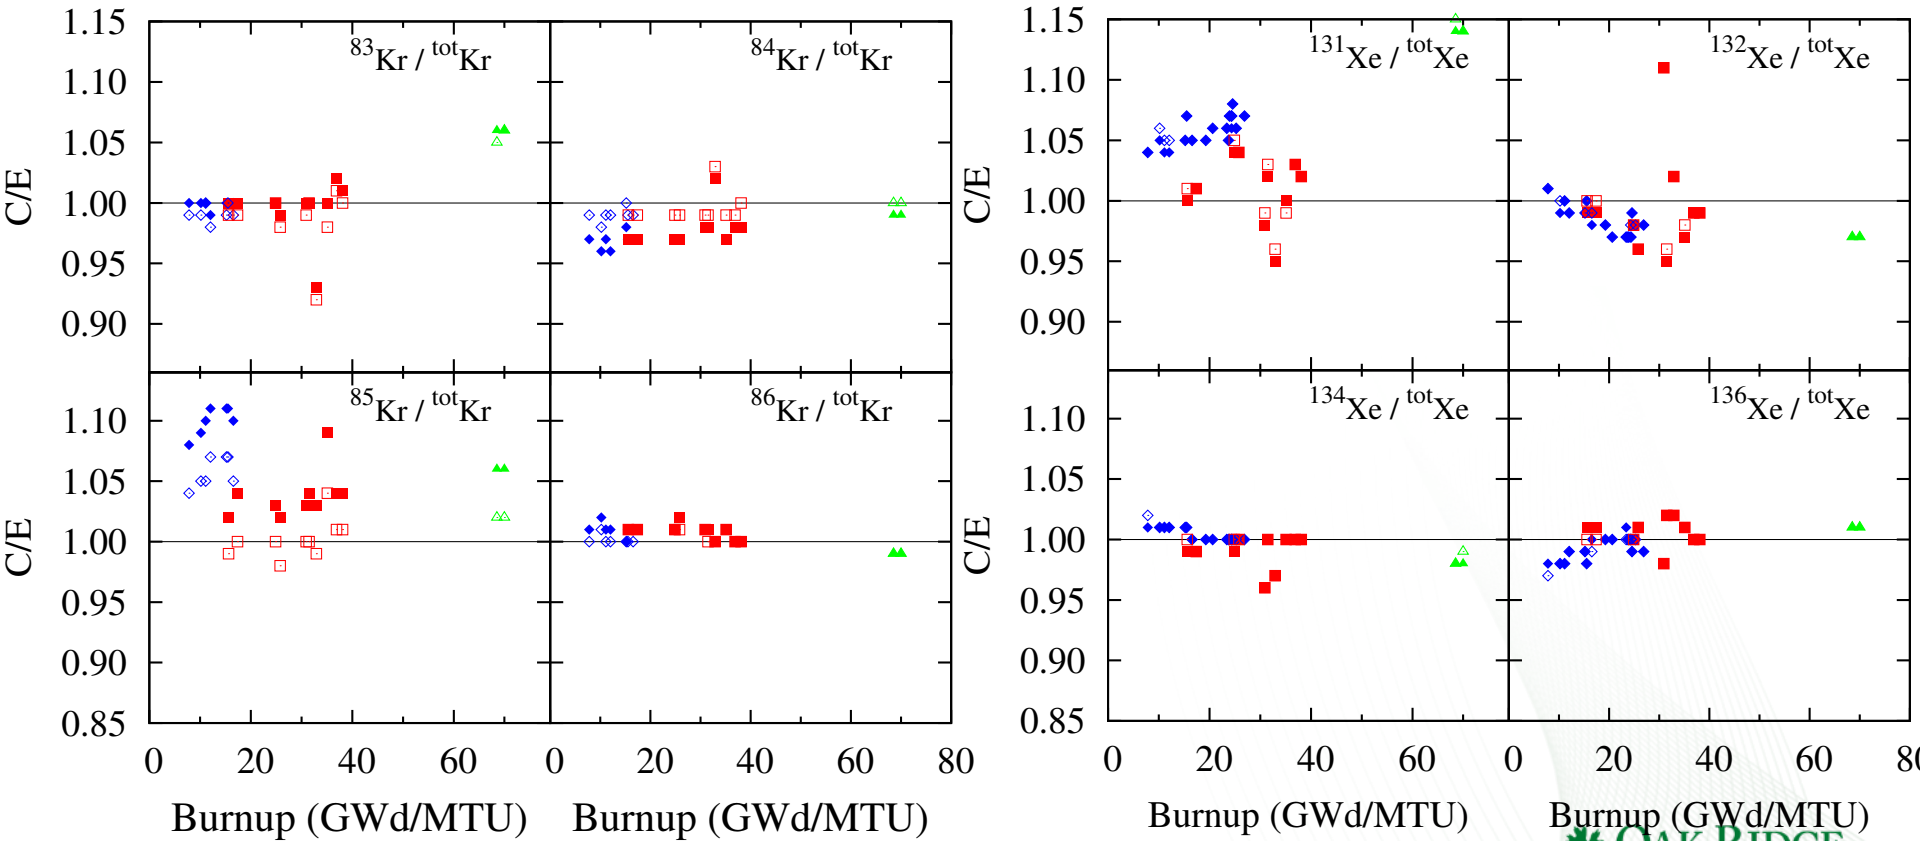 1.15
1.10
1.05
1.00
0.95
0.90
C/E
83Kr / totKr
84Kr / totKr
1.10
1.05
1.00
0.95
0.90
0.85
C/E
85Kr / totKr
86Kr / totKr
0 20 40 60 0 20 40 60 80
Burnup (GWd/MTU) Burnup (GWd/MTU)
1.15
1.10
1.05
1.00
0.95
0.90
C/E
131Xe / totXe
132Xe / totXe
1.10
1.05
1.00
0.95
0.90
0.85
C/E
134Xe / totXe
136Xe / totXe
0 20 40 60 0 20 40 60
Burnup (GWd/MTU) Burnup (GWd/MTU)
OAK RIDGE